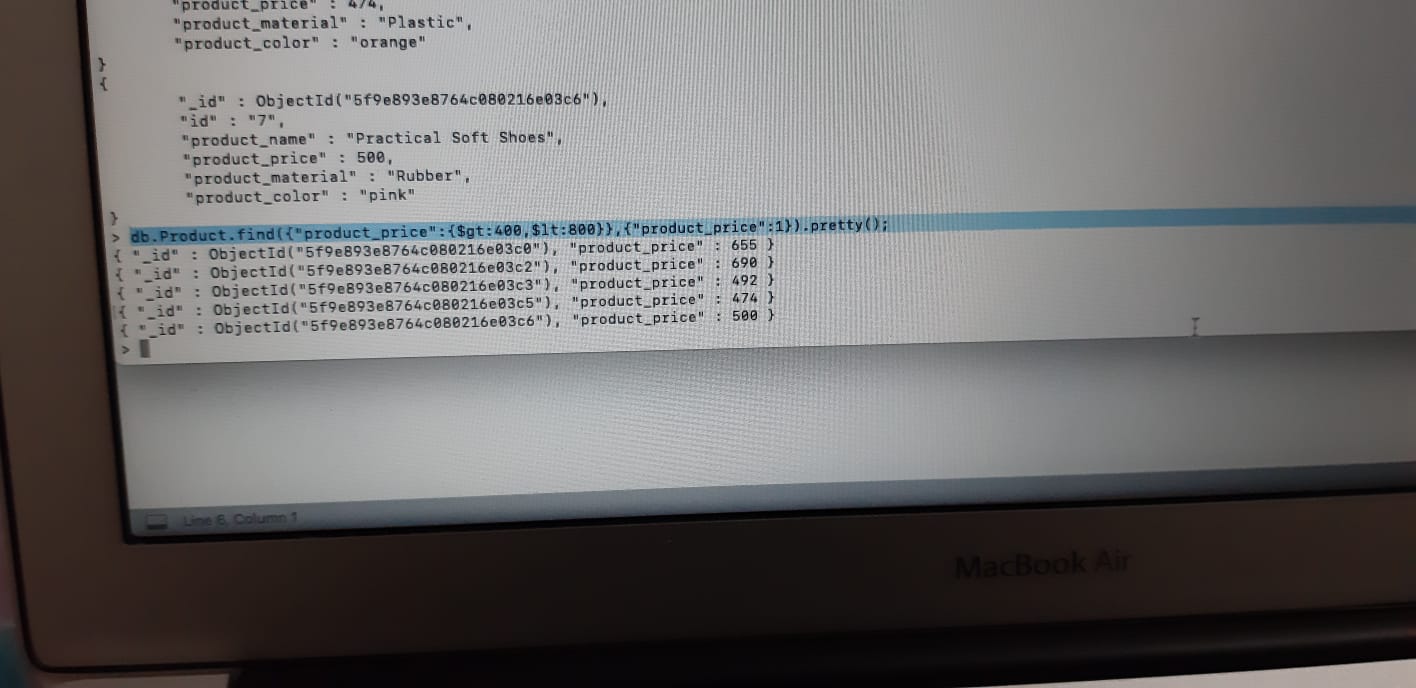 "product_price" : 474,
"product_material" : "Plastic",
"product_color" : "orange"
}
{
"_id" : ObjectId("5f9e893e8764c080216e03c6"),
"id" : "7",
"product_name" : "Practical Soft Shoes",
"product_price" : 500,
"product_material" : "Rubber",
"product_color" : "pink"
}
> db.Product.find({"product_price":{$gt:400,$lt:800}},{"product_price":1}).pretty();
{ "_id" : ObjectId("5f9e893e8764c080216e03c0"), "product_price" : 655 }
{ "_id" : ObjectId("5f9e893e8764c080216e03c2"), "product_price" : 690 }
{ "_id" : ObjectId("5f9e893e8764c080216e03c3"), "product_price" : 492 }
{ "_id" : ObjectId("5f9e893e8764c080216e03c5"), "product_price" : 474 }
{ "_id" : ObjectId("5f9e893e8764c080216e03c6"), "product_price" : 500 }
>
Line 6, Column 1
MacBook Air